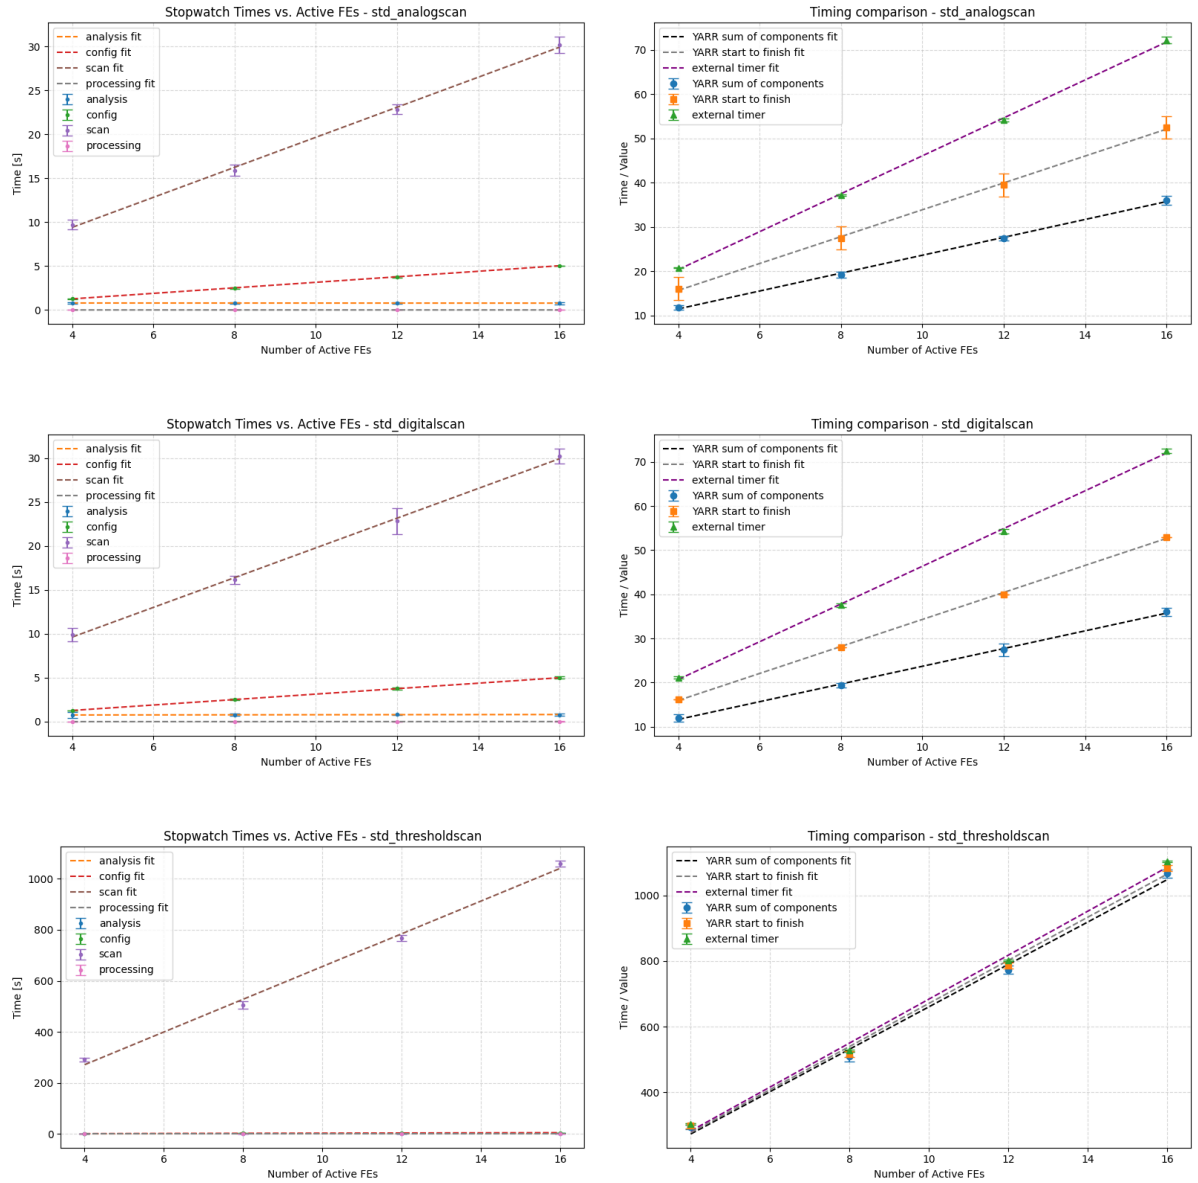 Stopwatch Times vs. Active FEs - std_analogscan
analysis fit
config fit
scan fit
processing fit
analysis
config
scan
processing
30
25
20
15
10
5
0
Time [s]
4
6
8
10
12
14
16
Number of Active FEs
Timing comparison - std_analogscan
YARR sum of components fit
YARR start to finish fit
external timer fit
YARR sum of components
YARR start to finish
external timer
70
60
50
40
30
20
10
Time / Value
4
6
8
10
12
14
16
Number of Active FEs
Stopwatch Times vs. Active FEs - std_digitalscan
analysis fit
config fit
scan fit
processing fit
analysis
config
scan
processing
30
25
20
15
10
5
0
Time [s]
4
6
8
10
12
14
16
Number of Active FEs
Timing comparison - std_digitalscan
YARR sum of components fit
YARR start to finish fit
external timer fit
YARR sum of components
YARR start to finish
external timer
70
60
50
40
30
20
10
Time / Value
4
6
8
10
12
14
16
Number of Active FEs
Stopwatch Times vs. Active FEs - std_thresholdscan
analysis fit
config fit
scan fit
processing fit
analysis
config
scan
processing
1000
800
600
400
200
0
Time [s]
4
6
8
10
12
14
16
Number of Active FEs
Timing comparison - std_thresholdscan
YARR sum of components fit
YARR start to finish fit
external timer fit
YARR sum of components
YARR start to finish
external timer
1000
800
600
400
Time / Value
4
6
8
10
12
14
16
Number of Active FEs